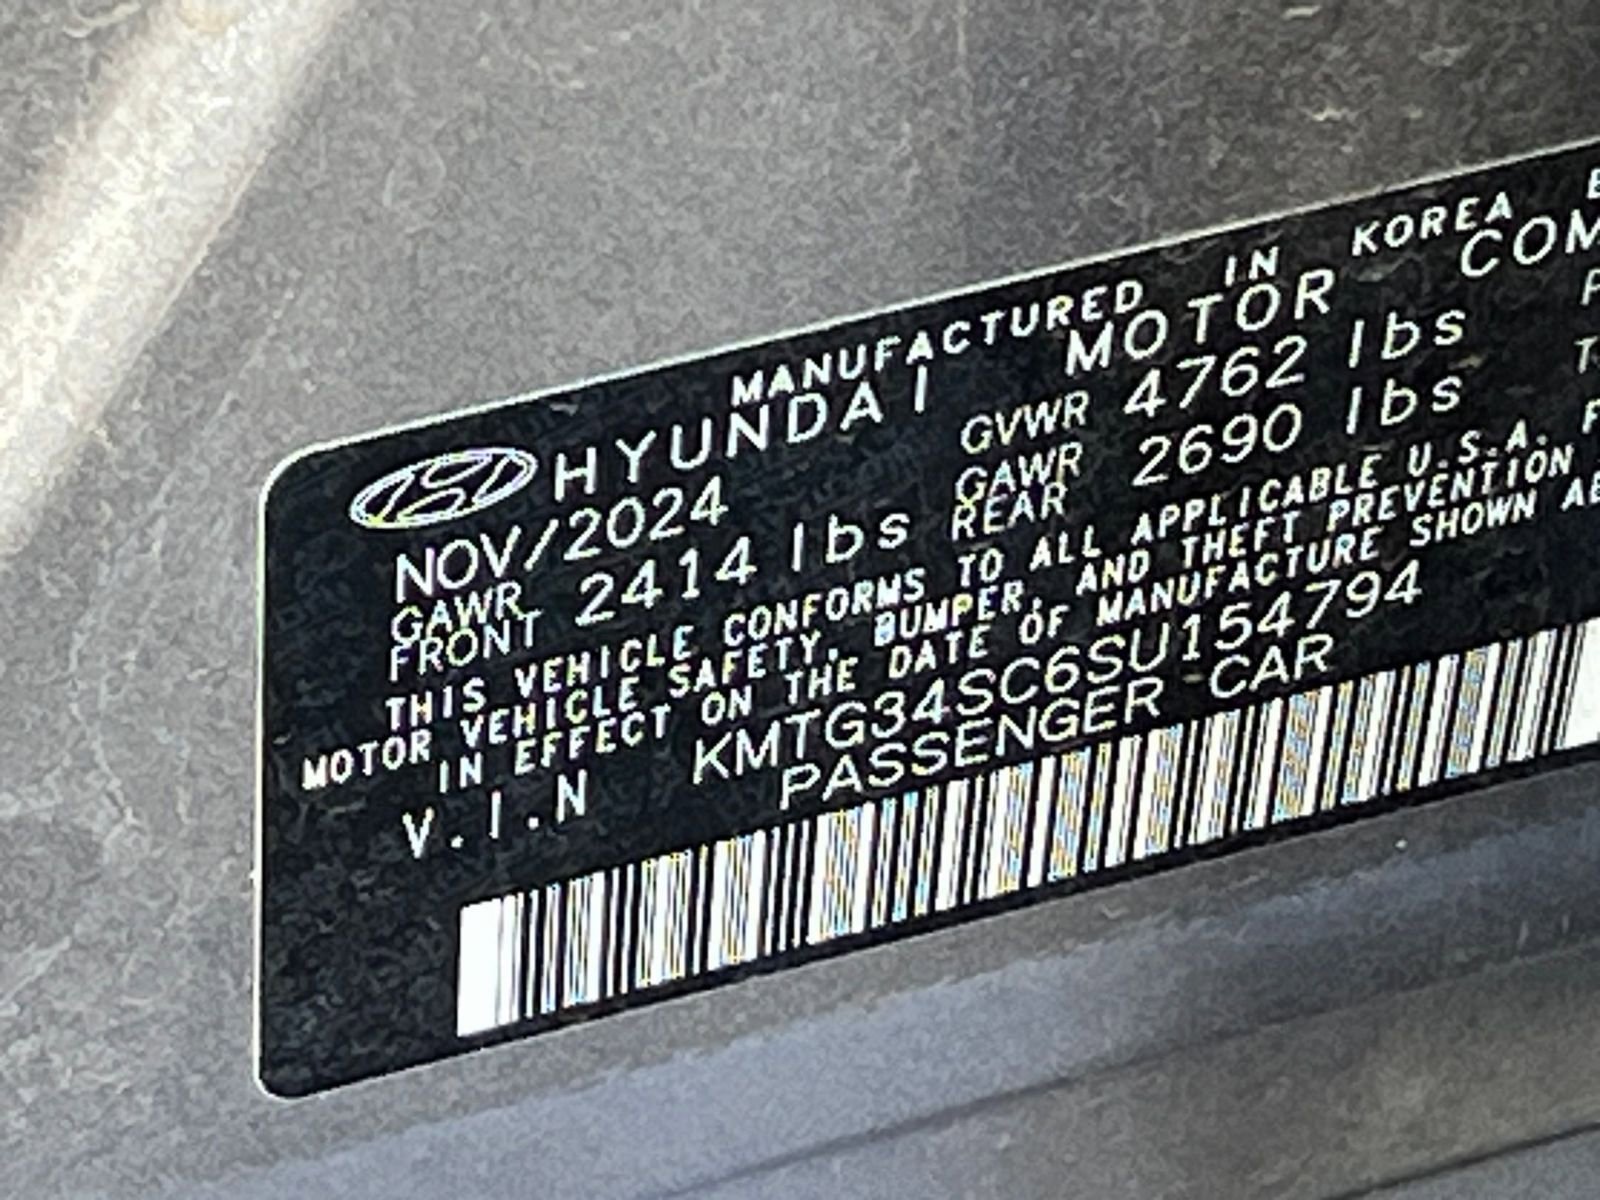 MANUFACTURED IN KOREA
HYUNDAI MOTOR COM
NOV/2024 GVWR 4762 lbs
GAWR FRONT 2414 lbs GAWR REAR 2690 lbs
THIS VEHICLE CONFORMS TO ALL APPLICABLE U.S.A. F
MOTOR VEHICLE SAFETY, BUMPER, AND THEFT PREVENTION
IN EFFECT ON THE DATE OF MANUFACTURE SHOWN AB
V.I.N KMTG34SC6SU154794
PASSENGER CAR